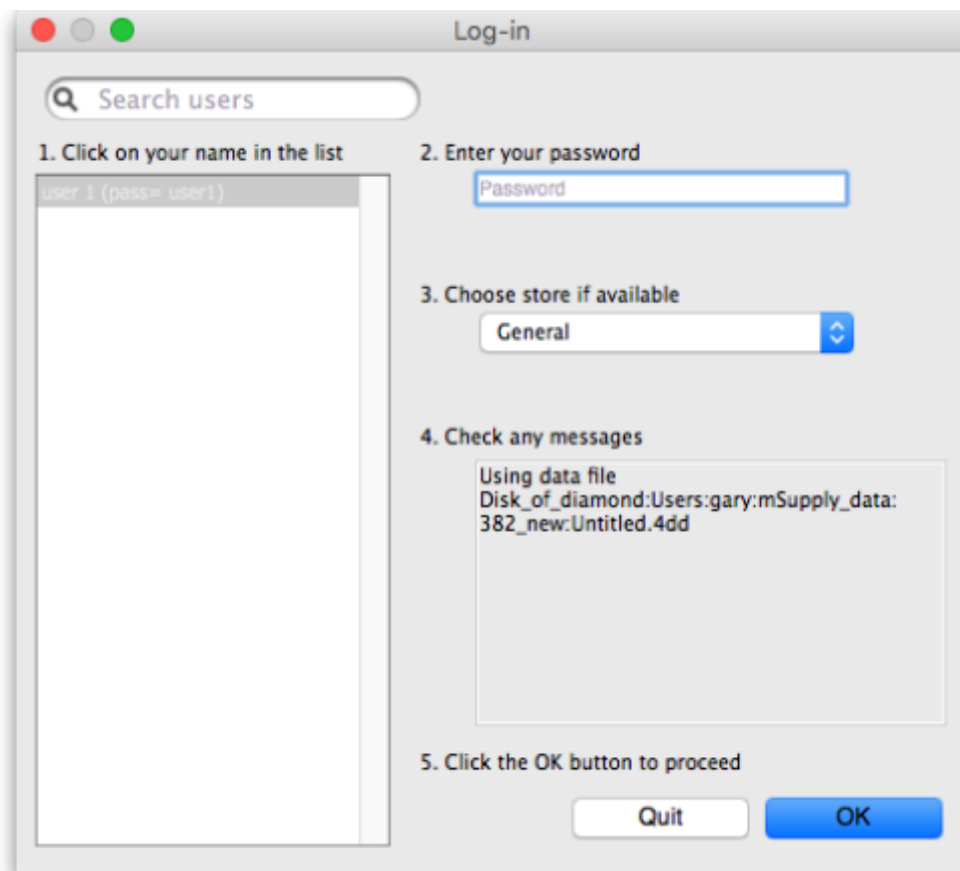 Log-in
Search users
1. Click on your name in the list
user 1 (pass= user1)
2. Enter your password
Password
3. Choose store if available
General
4. Check any messages
Using data file
Disk_of_diamond:Users:gary:mSupply_data:
382_new:Untitled.4dd
5. Click the OK button to proceed
Quit
OK